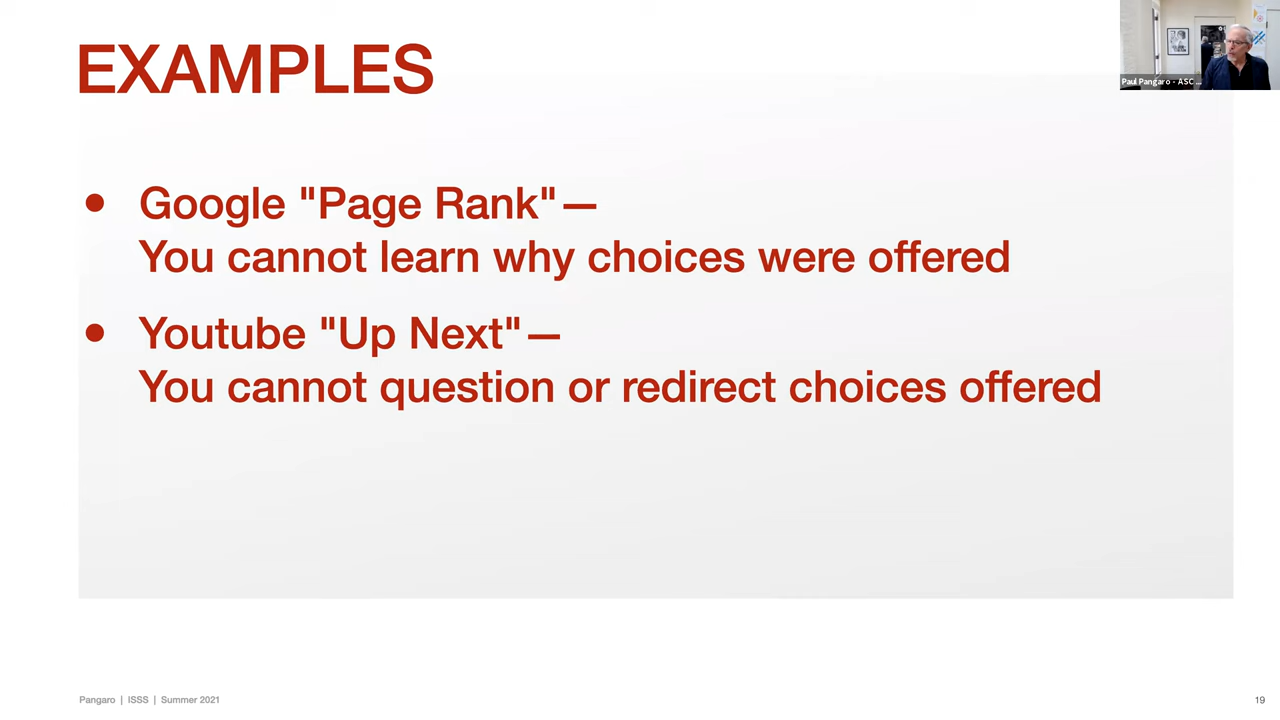 EXAMPLES
Paul Pangaro - ASC ...
• Google "Page Rank"—
You cannot learn why choices were offered
• Youtube "Up Next"—
You cannot question or redirect choices offered
Pangaro | ISSS | Summer 2021
19